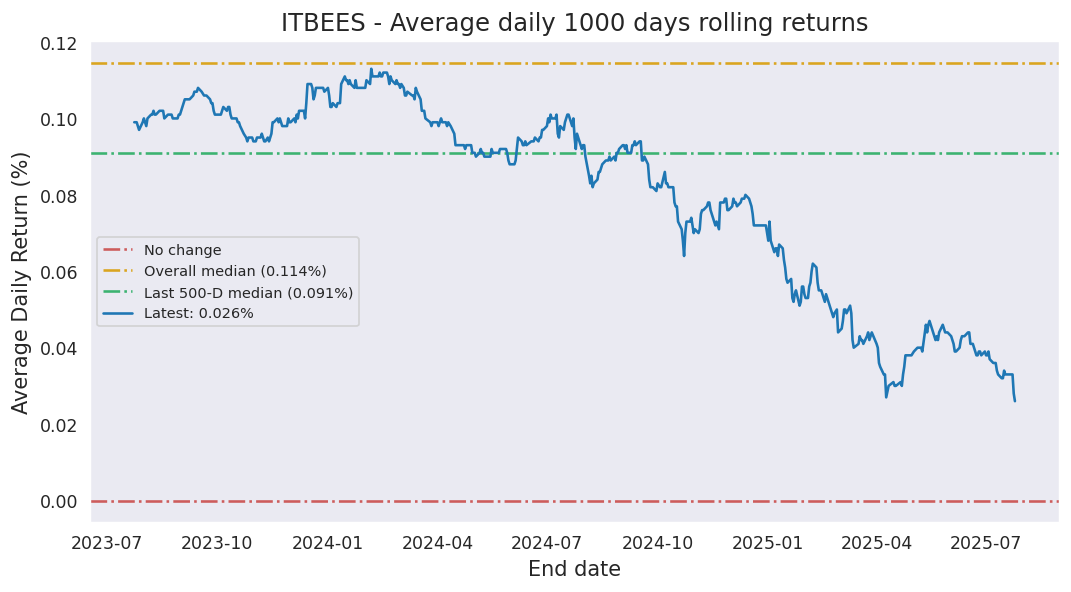 ITBEES - Average daily 1000 days rolling returns
0.12
0.10
0.08
0.06
0.04
0.02
0.00
Average Daily Return (%)
No change
Overall median (0.114%)
Last 500-D median (0.091%)
Latest: 0.026%
2023-07 2023-10 2024-01 2024-04 2024-07 2024-10 2025-01 2025-04 2025-07
End date